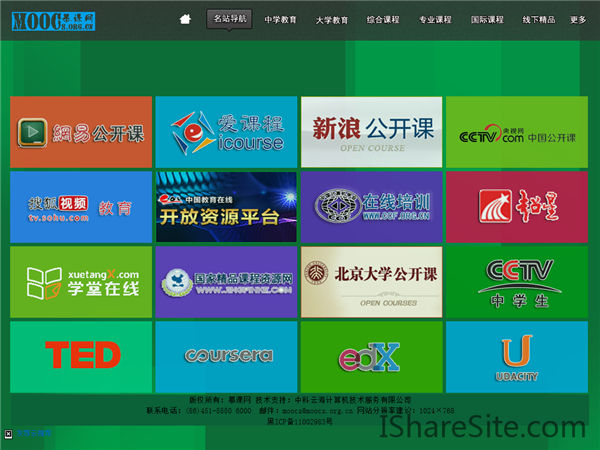 MOOCs 慕课网
S.ORG.CN
名站导航 中学教育 大学教育 综合课程 专业课程 国际课程 线下精品 更多
網易公开课
爱课程
icourse
新浪公开课
OPEN COURSE
CCTV.com 央视网 中国公开课
搜狐视频 教育
tv.sohu.com
中国教育在线
开放资源平台
在线培训
WWW.CCF.ORG.CN
超星
xuetangX.com
学堂在线
国家精品课程资源网
WWW.JINGPINKE.COM
北京大学公开课
OPEN COURSES
CCTV
中学生
TED
coursera
edX
UDACITY
版权所有：慕课网 技术支持：中科云海计算机技术服务有限公司
联系电话：(86)451-5550 6000 邮件：moocs@moocs.org.cn 网站分辨率建议：1024×768
黑ICP备11002963号
IShareSite.com